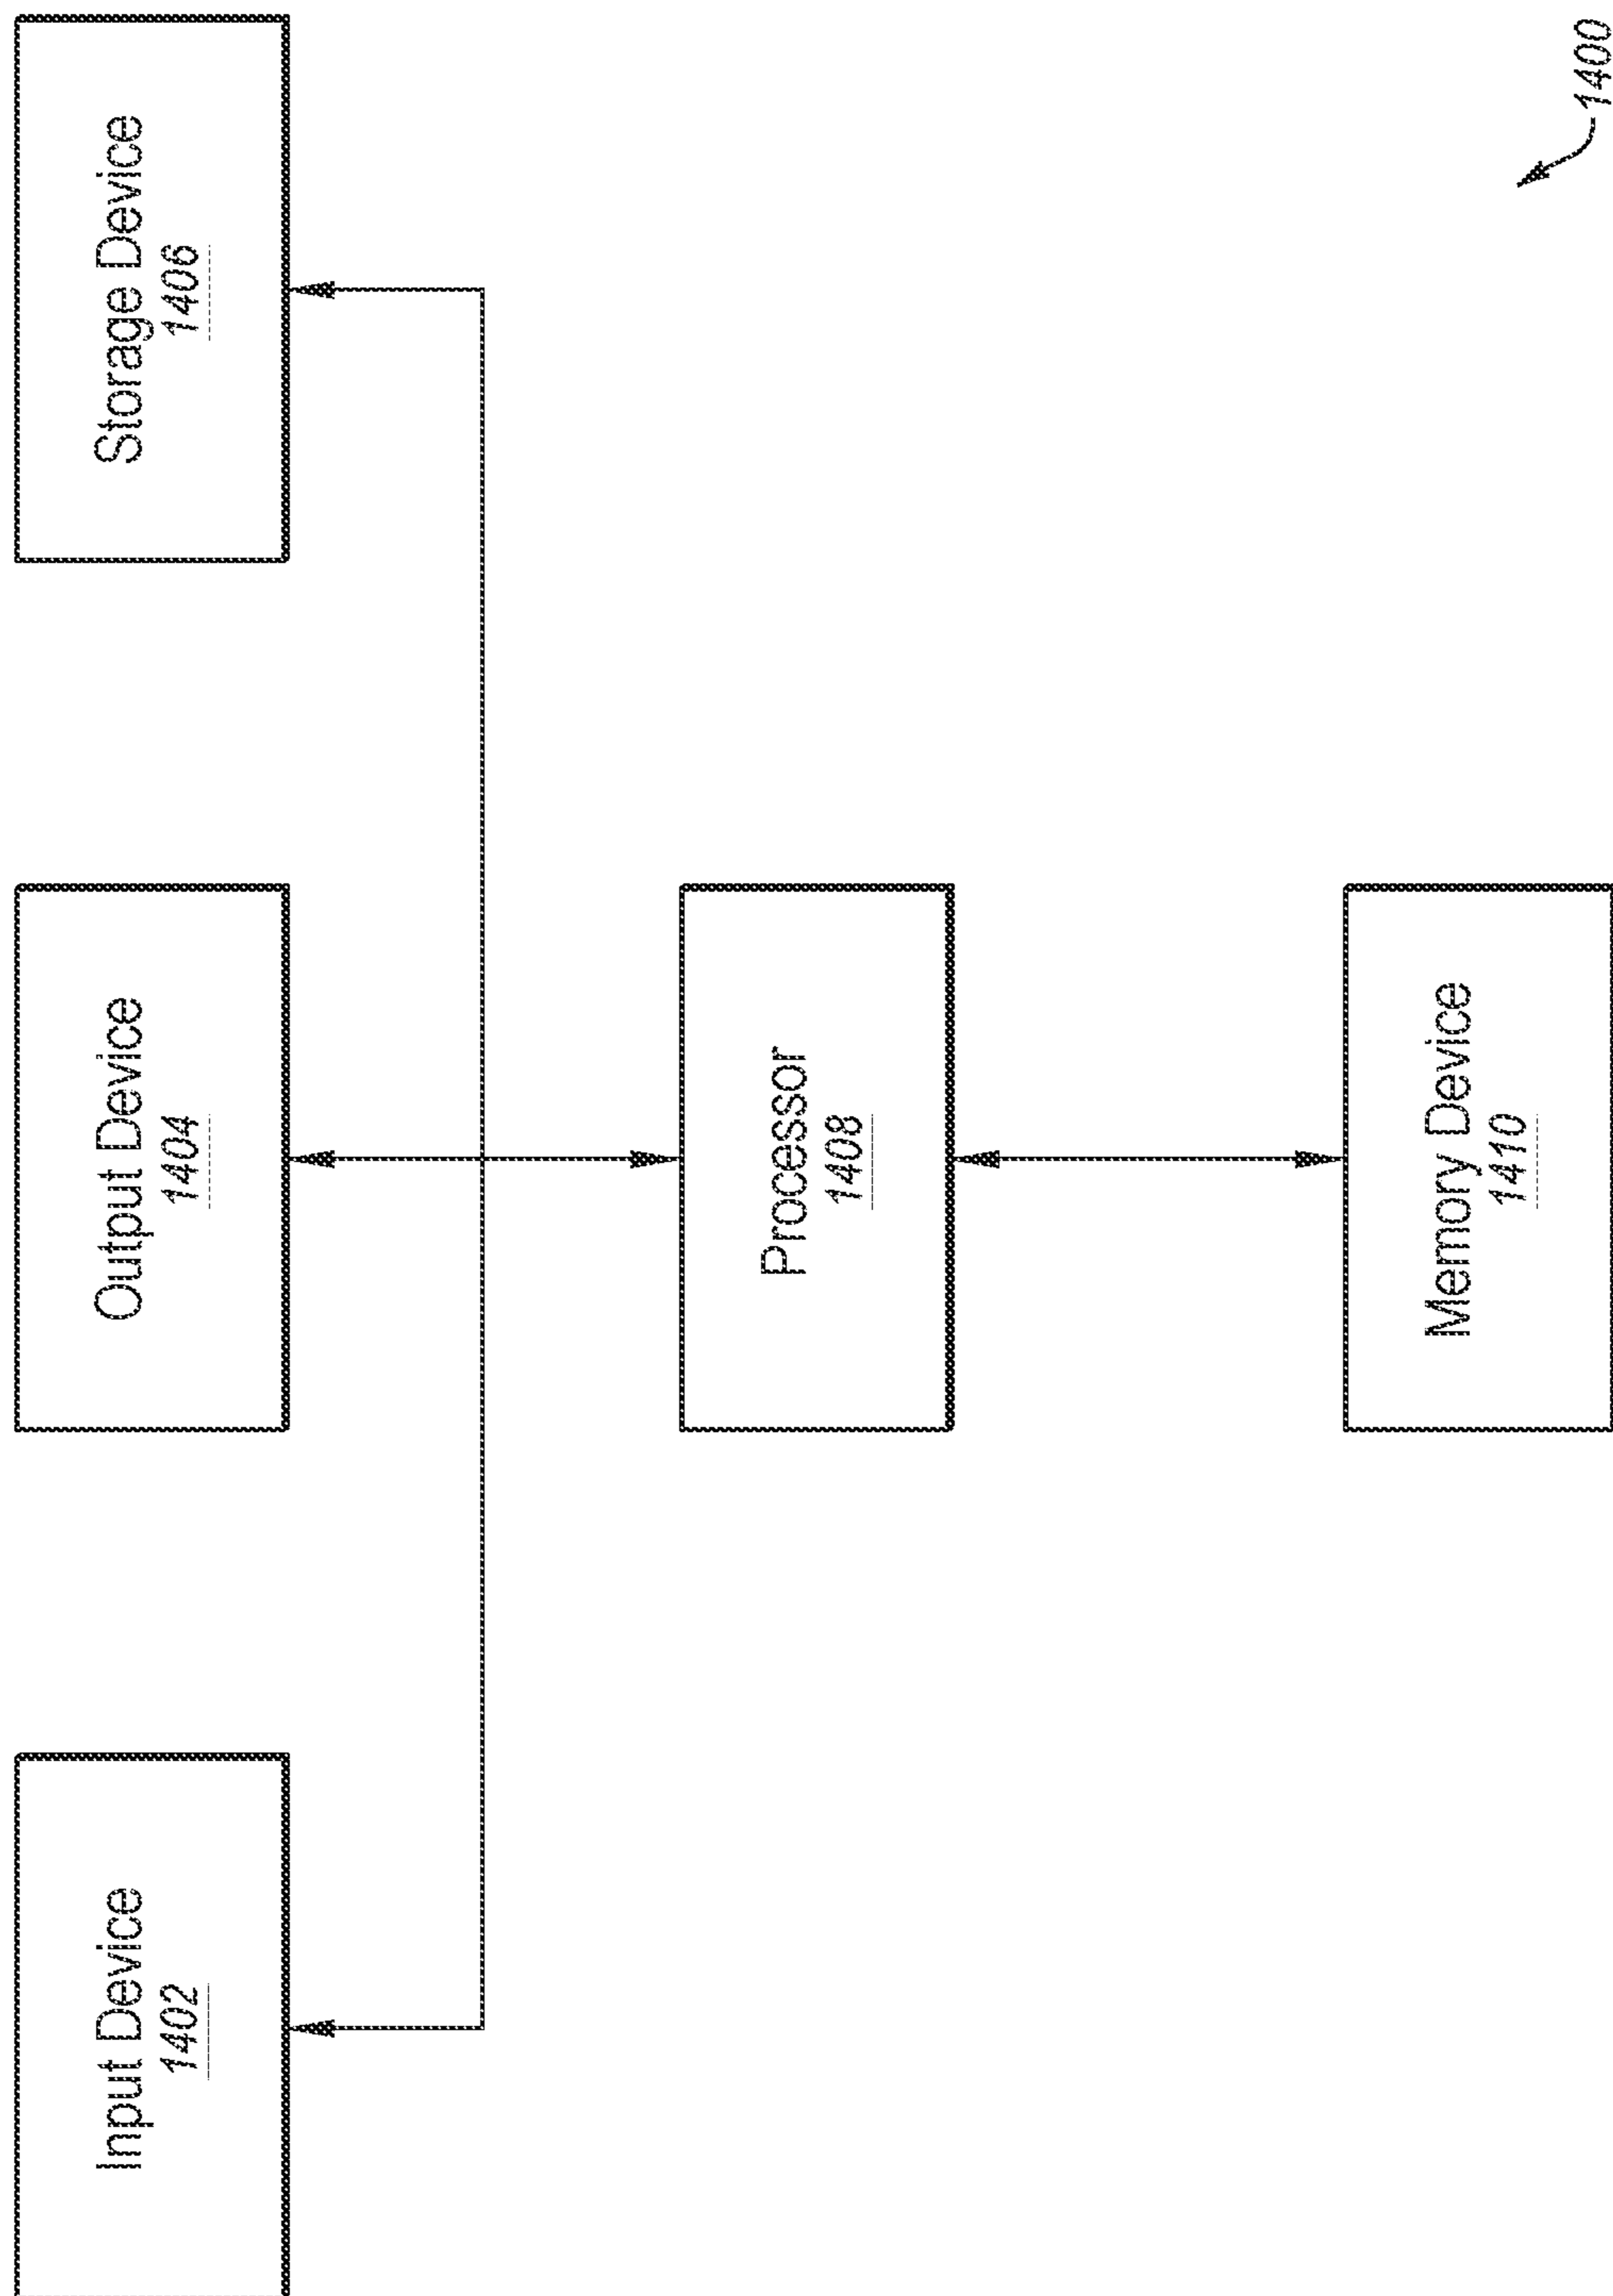 Input Device
1402
Output Device
1404
Storage Device
1406
Processor
1408
Memory Device
1410
1400